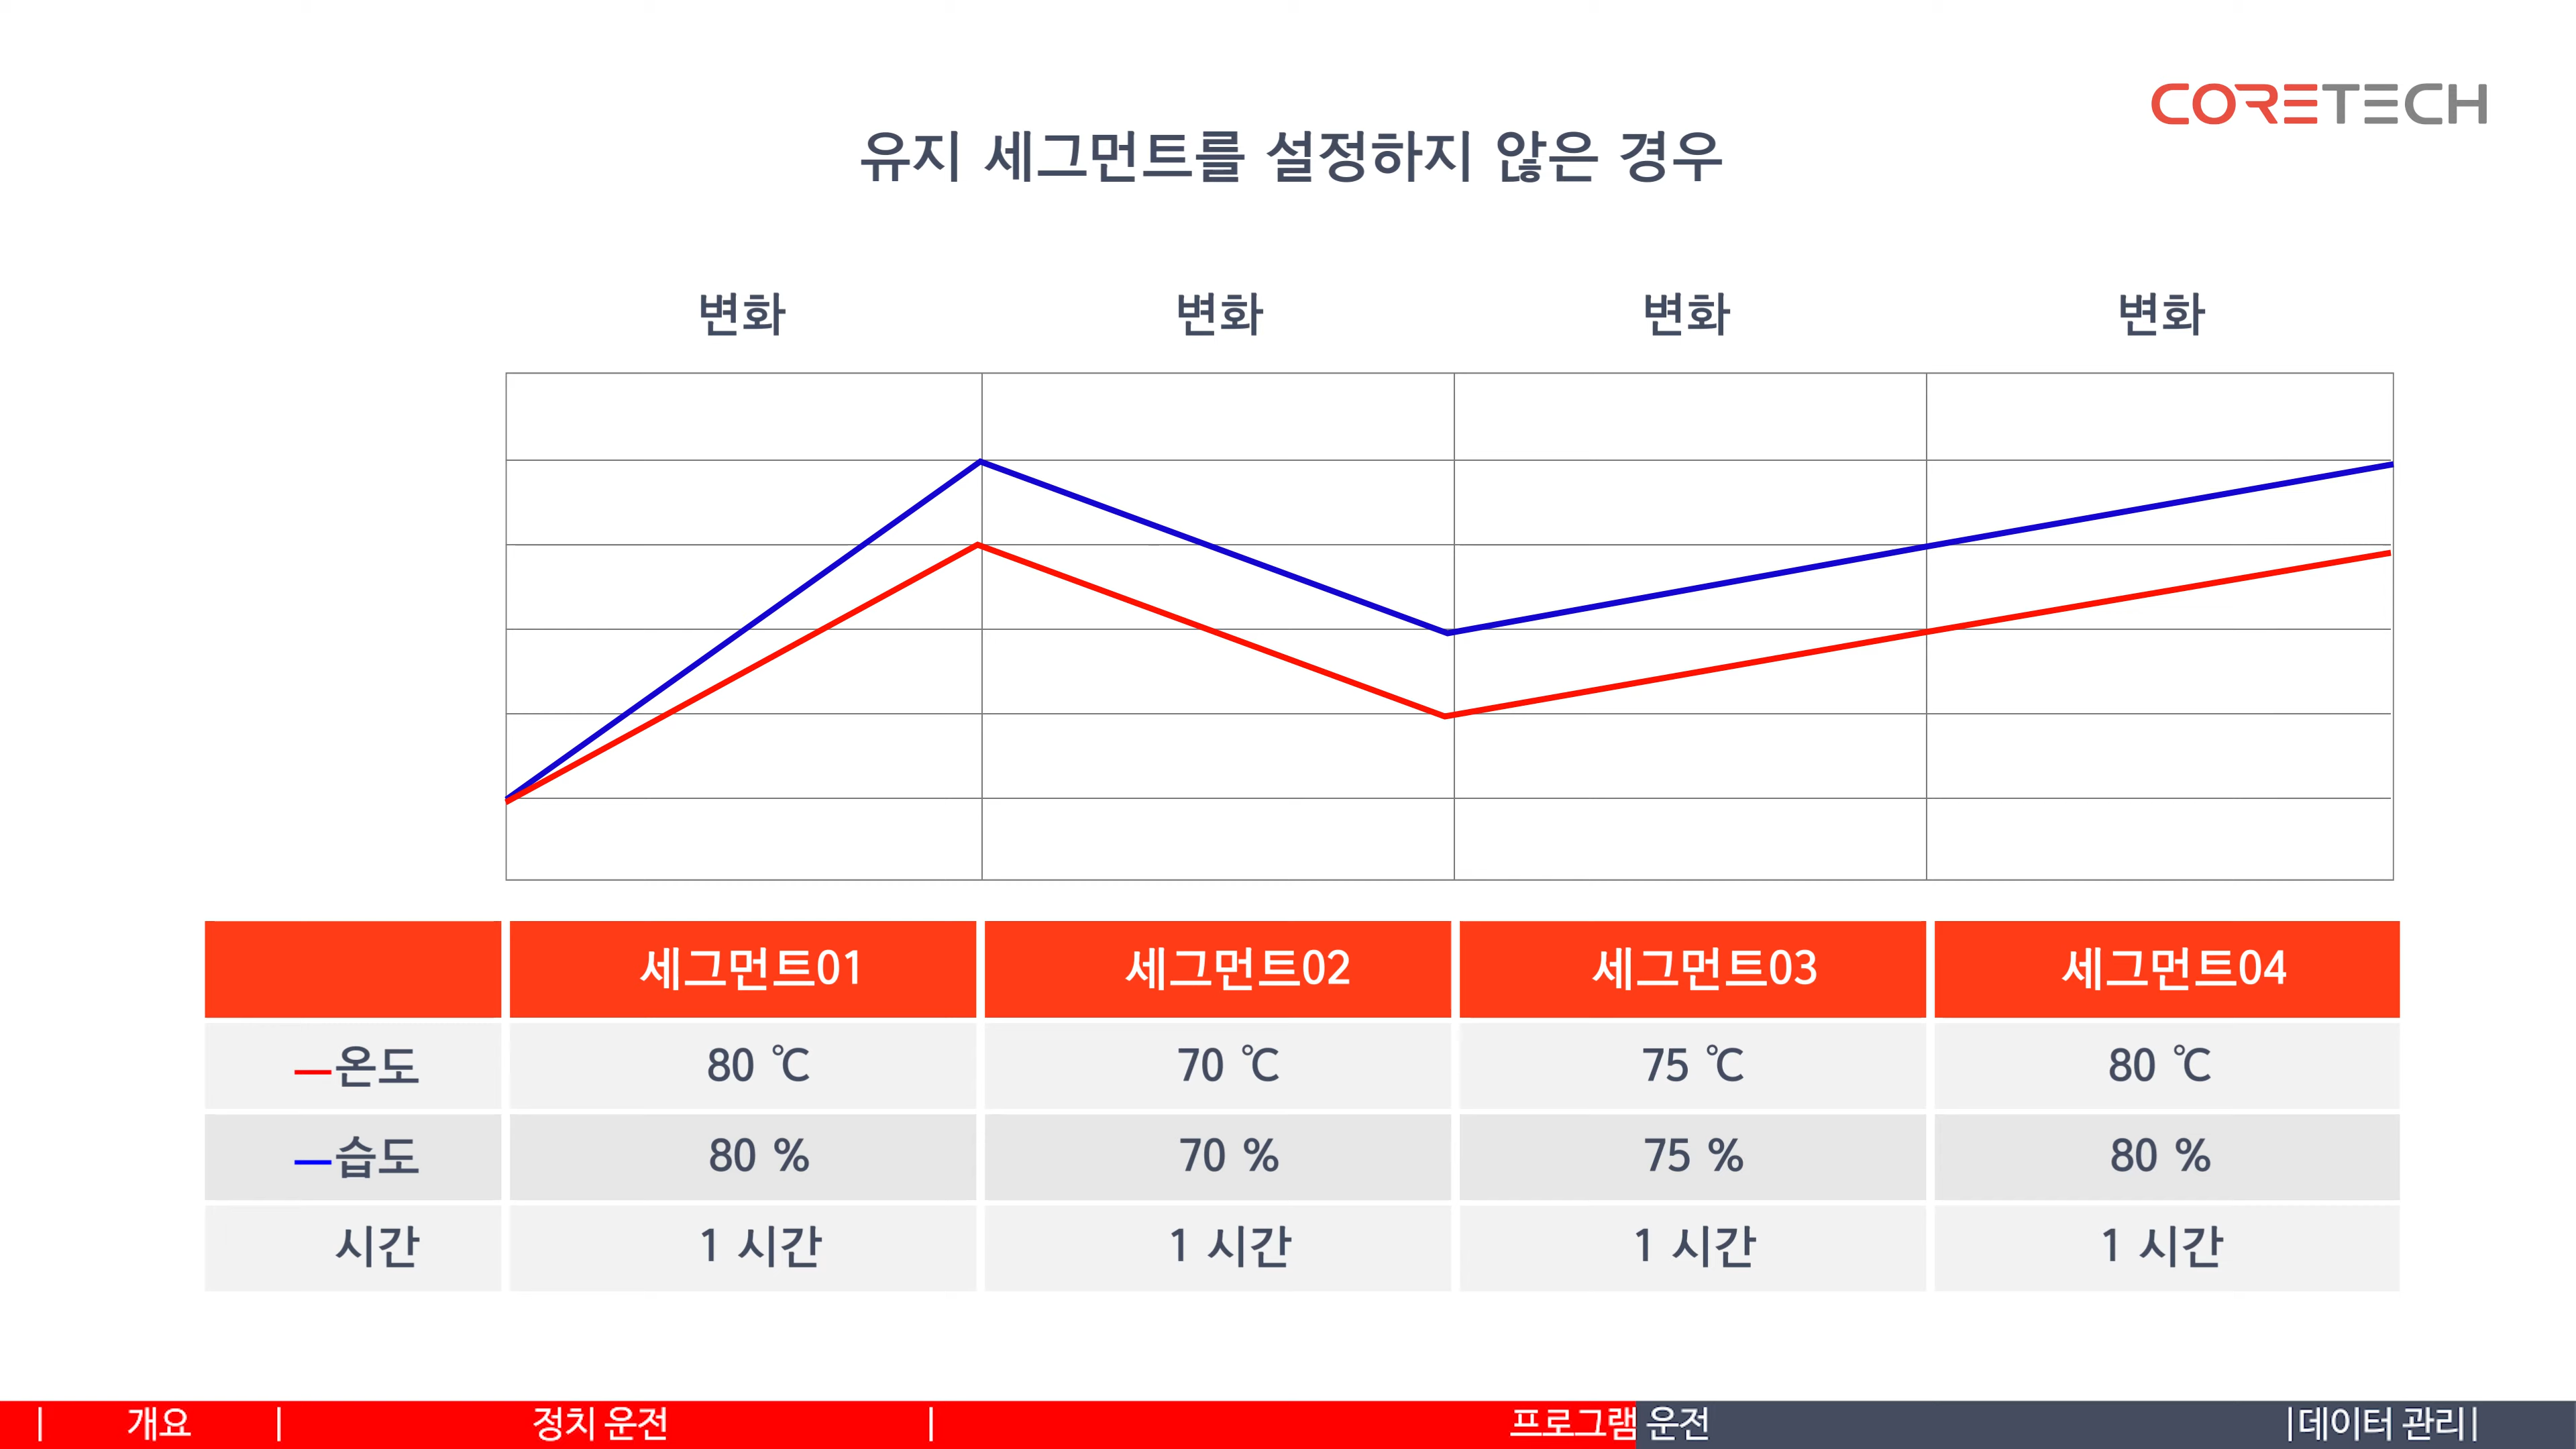 CORETECH
유지 세그먼트를 설정하지 않은 경우
변화 변화 변화 변화
세그먼트01 세그먼트02 세그먼트03 세그먼트04
온도 80 ℃ 70 ℃ 75 ℃ 80 ℃
습도 80 % 70 % 75 % 80 %
시간 1 시간 1 시간 1 시간 1 시간
| 개요 | 정치 운전 | 프로그램 운전 |데이터 관리|